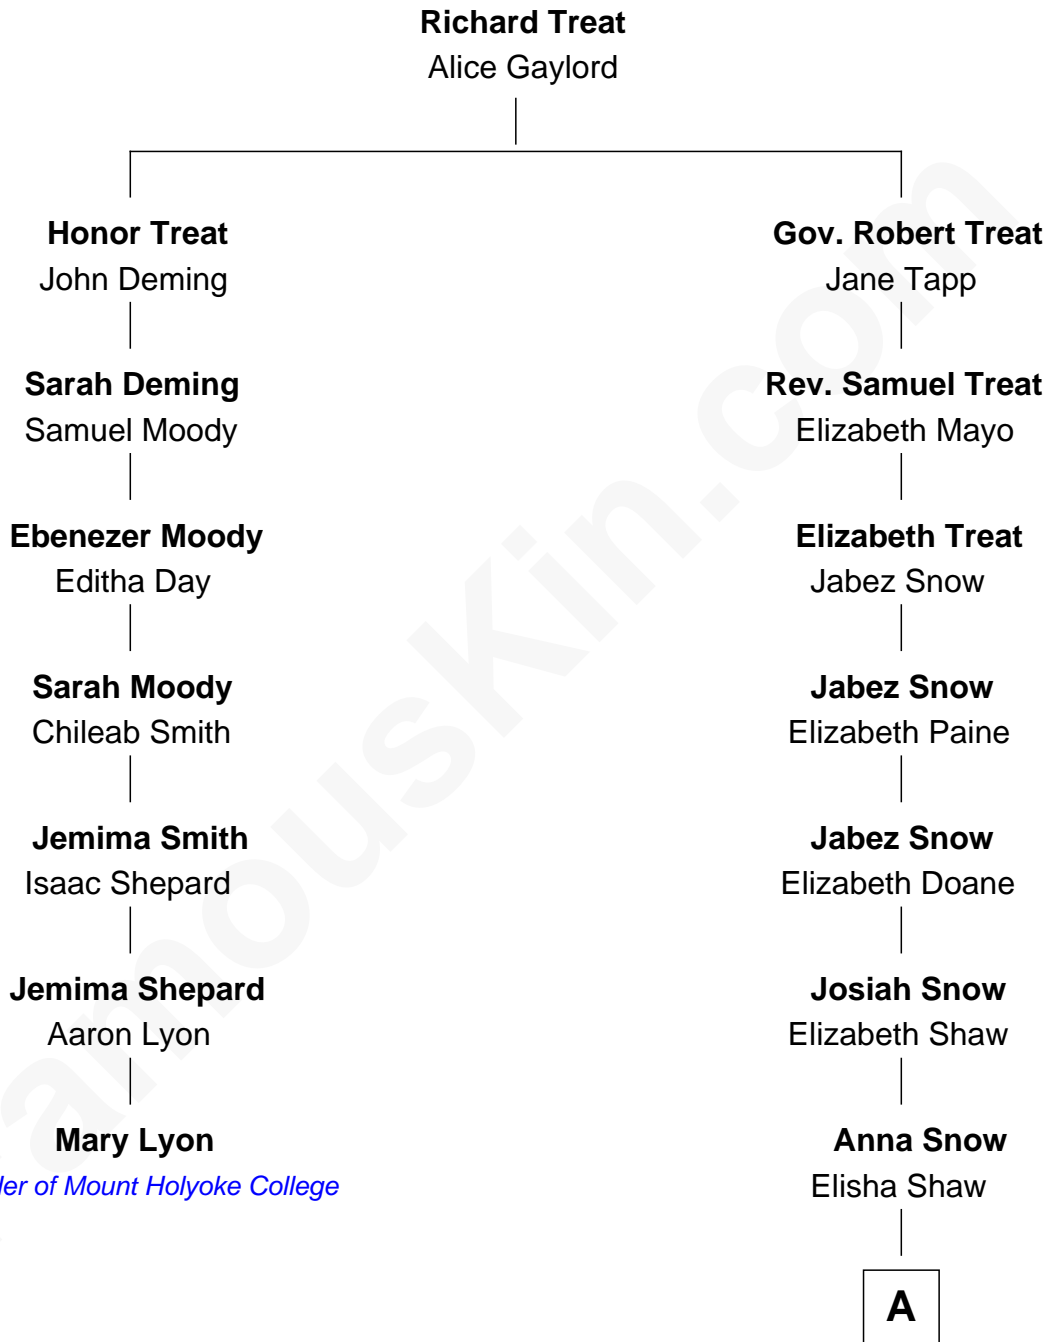 Richard Treat
Alice Gaylord
Honor Treat
John Deming
Gov. Robert Treat
Jane Tapp
Sarah Deming
Samuel Moody
Rev. Samuel Treat
Elizabeth Mayo
Ebenezer Moody
Editha Day
Elizabeth Treat
Jabez Snow
Sarah Moody
Chileab Smith
Jabez Snow
Elizabeth Paine
Jemima Smith
Isaac Shepard
Jabez Snow
Elizabeth Doane
Jemima Shepard
Aaron Lyon
Josiah Snow
Elizabeth Shaw
Mary Lyon
der of Mount Holyoke College
Anna Snow
Elisha Shaw
A
amouskin.com